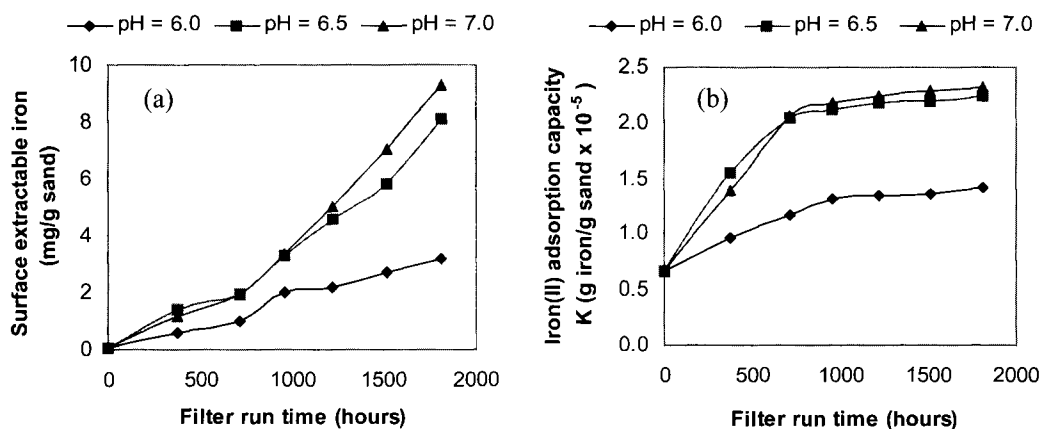 pH = 6.0 pH = 6.5 pH = 7.0
(a)
Surface extractable iron
(mg/g sand)
10
8
6
4
2
0
0 500 1000 1500 2000
Filter run time (hours)
pH = 6.0 pH = 6.5 pH = 7.0
(b)
Iron(II) adsorption capacity
K (g iron/g sand x 10⁻⁵)
2.5
2.0
1.5
1.0
0.5
0.0
0 500 1000 1500 2000
Filter run time (hours)